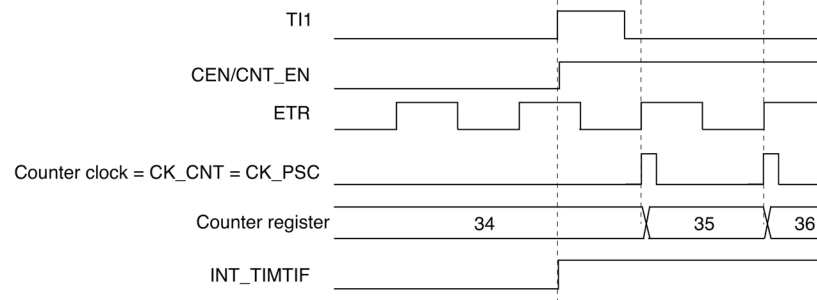 TI1
CEN/CNT_EN
ETR
Counter clock = CK_CNT = CK_PSC
Counter register 34 35 36
INT_TIMTIF